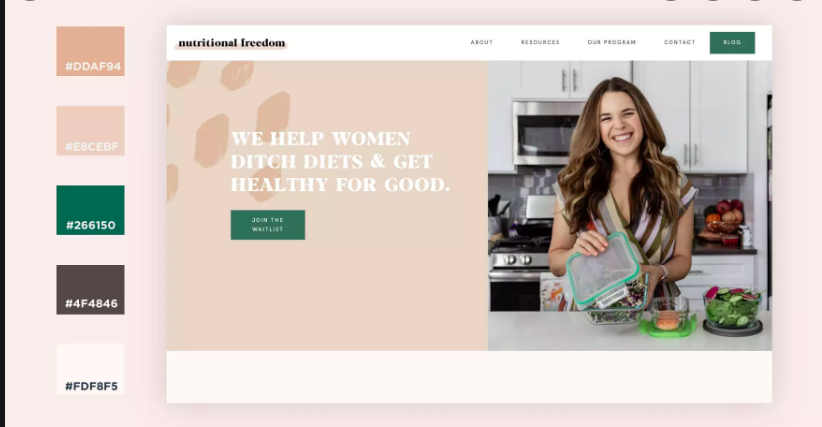 #DDAF94
#E8CEBF
#266150
#4F4846
#FDF8F5
nutritional freedom
ABOUT
RESOURCES
OUR PROGRAM
CONTACT
BLOG
WE HELP WOMEN
DITCH DIETS & GET
HEALTHY FOR GOOD.
JOIN THE
WAITLIST